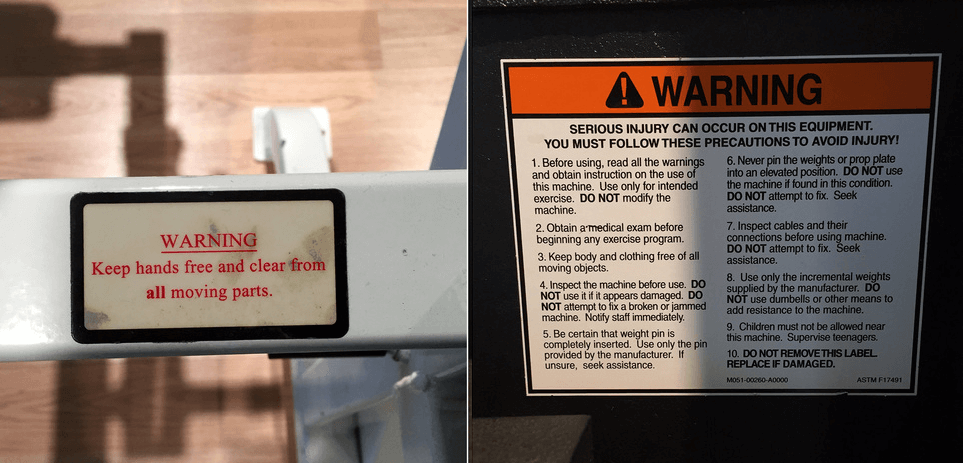 WARNING
Keep hands free and clear from
all moving parts.
WARNING
SERIOUS INJURY CAN OCCUR ON THIS EQUIPMENT.
YOU MUST FOLLOW THESE PRECAUTIONS TO AVOID INJURY!
1. Before using, read all the warnings
and obtain instruction on the use of
this machine. Use only for intended
exercise. DO NOT modify the
machine.
2. Obtain a medical exam before
beginning any exercise program.
3. Keep body and clothing free of all
moving objects.
4. Inspect the machine before use. DO
NOT use it if it appears damaged. DO
NOT attempt to fix a broken or jammed
machine. Notify staff immediately.
5. Be certain that weight pin is
completely inserted. Use only the pin
provided by the manufacturer. If
unsure, seek assistance.
6. Never pin the weights or prop plate
into an elevated position. DO NOT use
the machine if found in this condition.
DO NOT attempt to fix. Seek
assistance.
7. Inspect cables and their
connections before using machine.
DO NOT attempt to fix. Seek
assistance.
8. Use only the incremental weights
supplied by the manufacturer. DO
NOT use dumbells or other means to
add resistance to the machine.
9. Children must not be allowed near
this machine. Supervise teenagers.
10. DO NOT REMOVE THIS LABEL.
REPLACE IF DAMAGED.
M051-00260-A0000 ASTM F17491